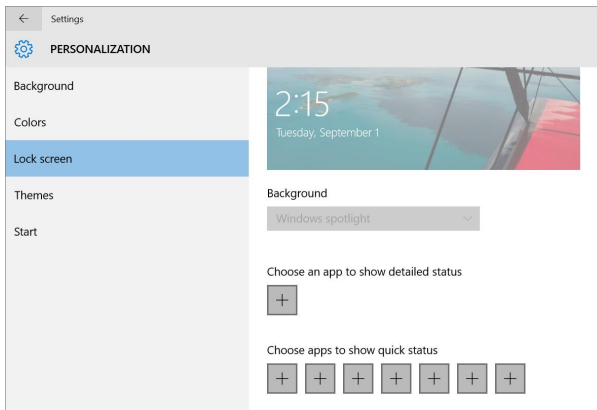 Settings
PERSONALIZATION
Background
Colors
Lock screen
Themes
Start
2:15
Tuesday, September 1
Background
Windows spotlight
Choose an app to show detailed status
Choose apps to show quick status